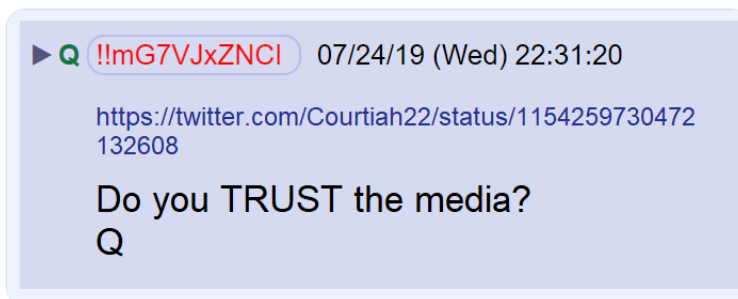 ▶ Q !!mG7VJxZNCI 07/24/19 (Wed) 22:31:20
https://twitter.com/Courtiah22/status/1154259730472
132608
Do you TRUST the media?
Q